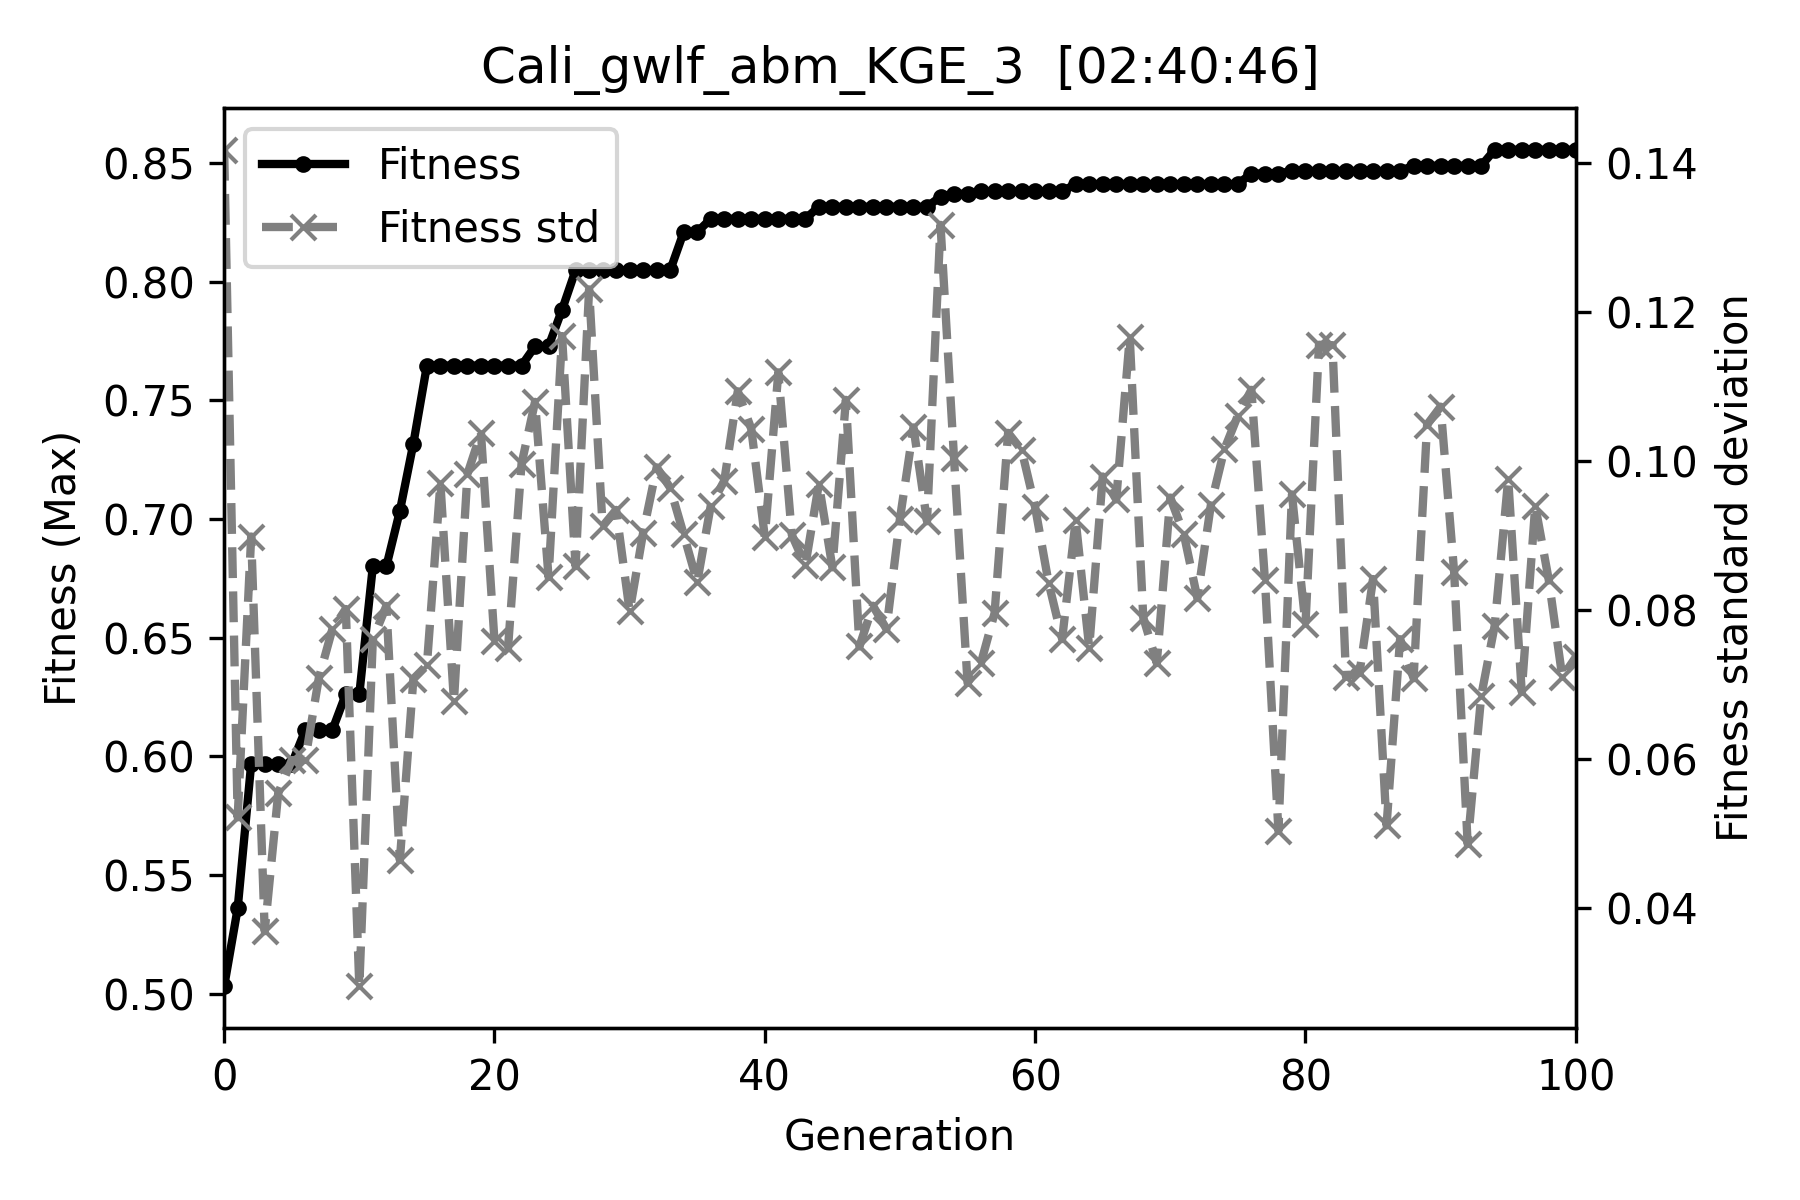 Cali_gwlf_abm_KGE_3 [02:40:46]
Fitness
Fitness std
Fitness (Max)
0.85
0.80
0.75
0.70
0.65
0.60
0.55
0.50
0.14
0.12
0.10
0.08
0.06
0.04
Fitness standard deviation
0 20 40 60 80 100
Generation